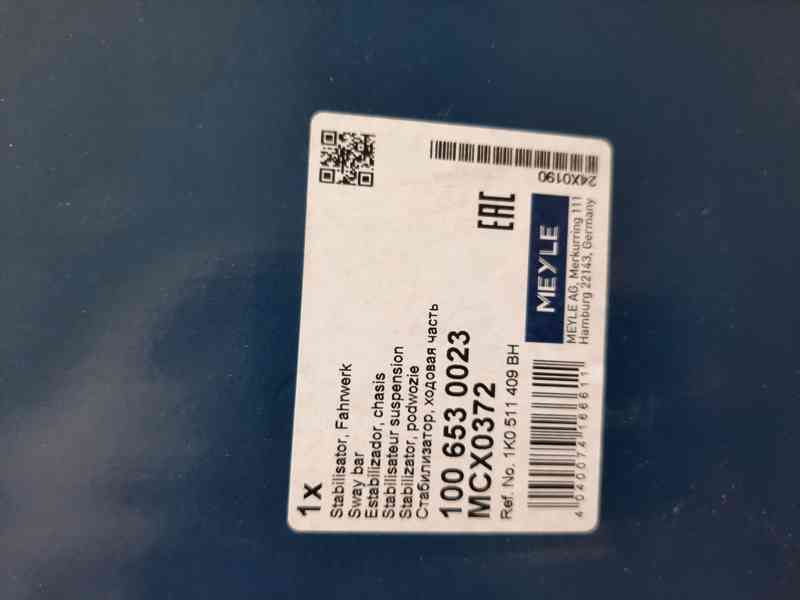 1x
Stabilisator, Fahrwerk
Sway bar
Estabilizador, chasis
Stabilisateur suspension
Stabilizator, podwozie
Стабилизатор, ходовая часть
100 653 0023
MCX0372
Ref. No. 1K0 511 409 BH
4 040074 166611
EAC
MEYLE
MEYLE AG, Merkurring 111
Hamburg 22143, Germany
24X0190